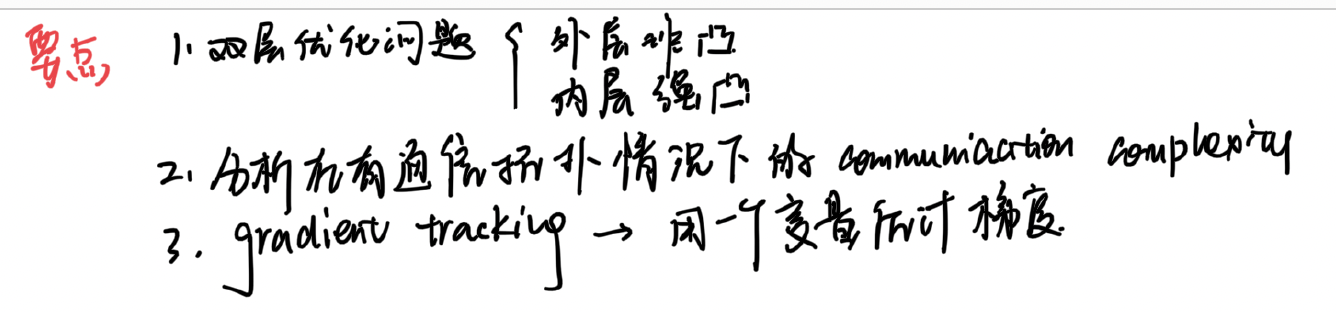 要点 1. 双层优化问题 { 外层非凸
内层强凸
2. 分析在有通信拓扑情况下的 communication complexity
3. gradient tracking → 用一个变量估计梯度.